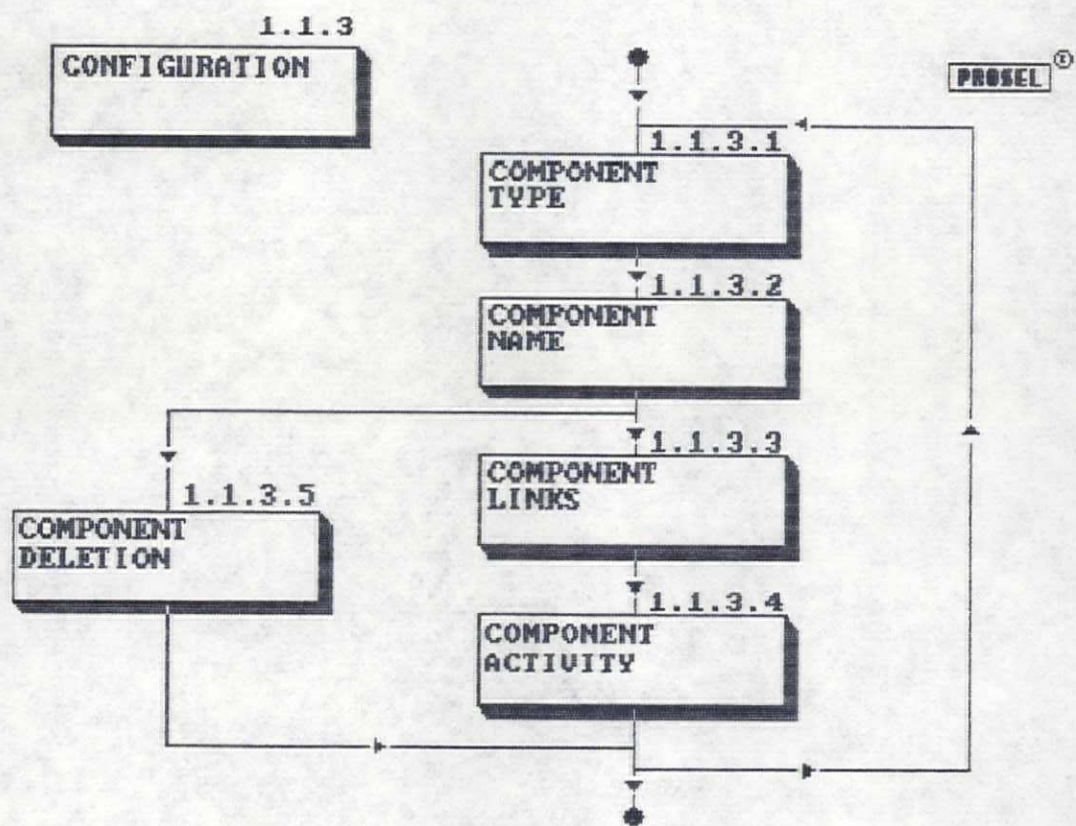 1.1.3
CONFIGURATION
PROSEL
1.1.3.1
COMPONENT
TYPE
1.1.3.2
COMPONENT
NAME
1.1.3.3
COMPONENT
LINKS
1.1.3.5
COMPONENT
DELETION
1.1.3.4
COMPONENT
ACTIVITY